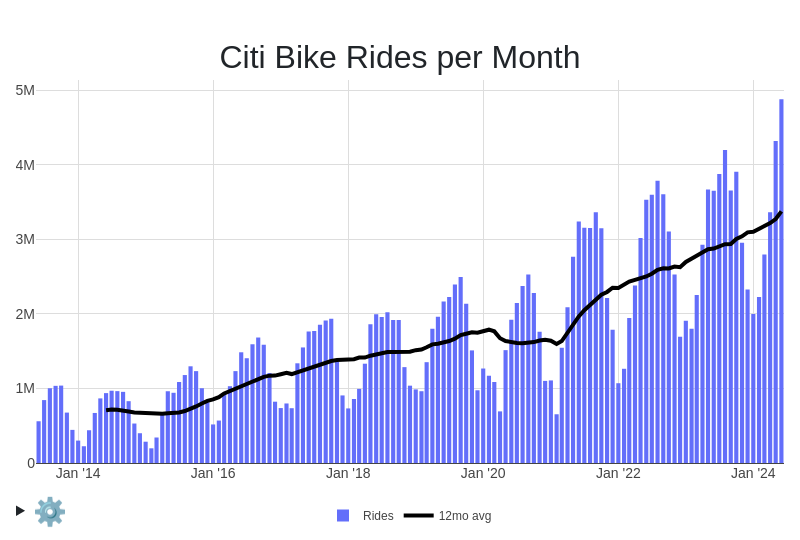 Citi Bike Rides per Month
5M
4M
3M
2M
1M
0
Jan '14 Jan '16 Jan '18 Jan '20 Jan '22 Jan '24
Rides 12mo avg